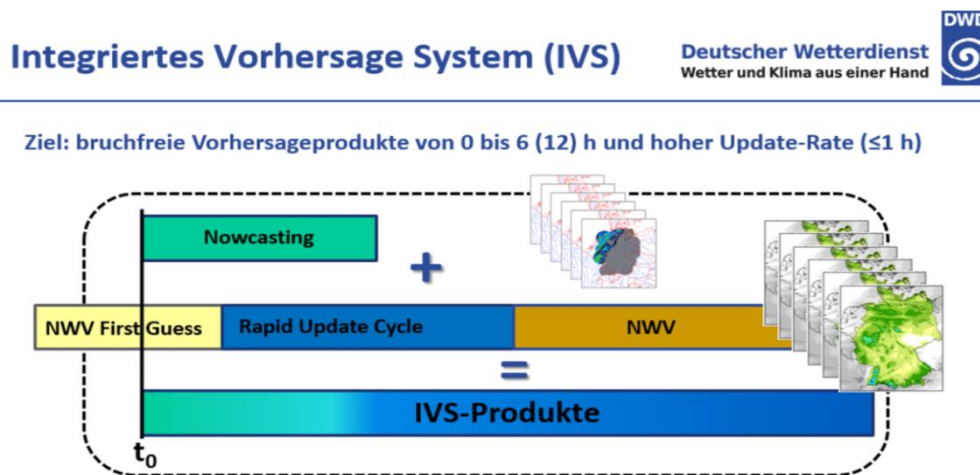 Integriertes Vorhersage System (IVS)
Deutscher Wetterdienst
Wetter und Klima aus einer Hand
DWD
Ziel: bruchfreie Vorhersageprodukte von 0 bis 6 (12) h und hoher Update-Rate (≤1 h)
Nowcasting
+
NWV First Guess
Rapid Update Cycle
NWV
=
IVS-Produkte
t₀